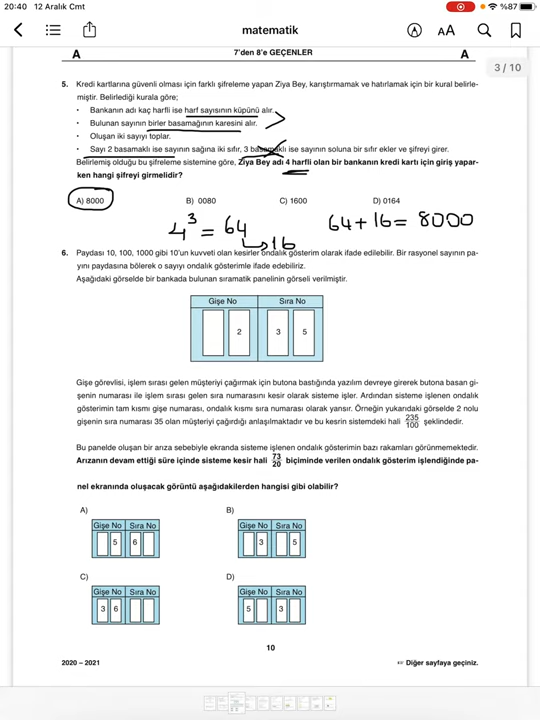 20:40 12 Aralık Cmt
%87
matematik
AA
A
7'den 8'e GEÇENLER
A
3 / 10
5. Kredi kartlarına güvenli olması için farklı şifreleme yapan Ziya Bey, karıştırmamak ve hatırlamak için bir kural belirle-
miştir. Belirlediği kurala göre;
• Bankanın adı kaç harfli ise harf sayısının küpünü alır.
• Bulunan sayının birler basamağının karesini alır.
• Oluşan iki sayıyı toplar.
• Sayı 2 basamaklı ise sayının sağına iki sıfır, 3 basamaklı ise sayının soluna bir sıfır ekler ve şifreyi girer.
Belirlemiş olduğu bu şifreleme sistemine göre, Ziya Bey adı 4 harfli olan bir bankanın kredi kartı için giriş yapar-
ken hangi şifreyi girmelidir?
A) 8000 B) 0080 C) 1600 D) 0164
4³ = 64 64+16= 8000
16
6. Paydası 10, 100, 1000 gibi 10'un kuvveti olan kesirler ondalık gösterim olarak ifade edilebilir. Bir rasyonel sayının pa-
yını paydasına bölerek o sayıyı ondalık gösterimle ifade edebiliriz.
Aşağıdaki görselde bir bankada bulunan sıramatik panelinin görseli verilmiştir.
Gişe No Sıra No
2 3 5
Gişe görevlisi, işlem sırası gelen müşteriyi çağırmak için butona bastığında yazılım devreye girerek butona basan gi-
şenin numarası ile işlem sırası gelen sıra numarasını kesir olarak sisteme işler. Ardından sisteme işlenen ondalık
gösterimin tam kısmı gişe numarası, ondalık kısmı sıra numarası olarak yansır. Örneğin yukarıdaki görselde 2 nolu
gişenin sıra numarası 35 olan müşteriyi çağırdığı anlaşılmaktadır ve bu kesrin sistemdeki hali 235/100 şeklindedir.
Bu panelde oluşan bir arıza sebebiyle ekranda sisteme işlenen ondalık gösterimin bazı rakamları görünmemektedir.
Arızanın devam ettiği süre içinde sisteme kesir hali 73/20 biçiminde verilen ondalık gösterim işlendiğinde pa-
nel ekranında oluşacak görüntü aşağıdakilerden hangisi gibi olabilir?
A) B)
Gişe No Sıra No Gişe No Sıra No
5 6 3 5
C) D)
Gişe No Sıra No Gişe No Sıra No
3 6 5 3
10
2020 – 2021 Diğer sayfaya geçiniz.